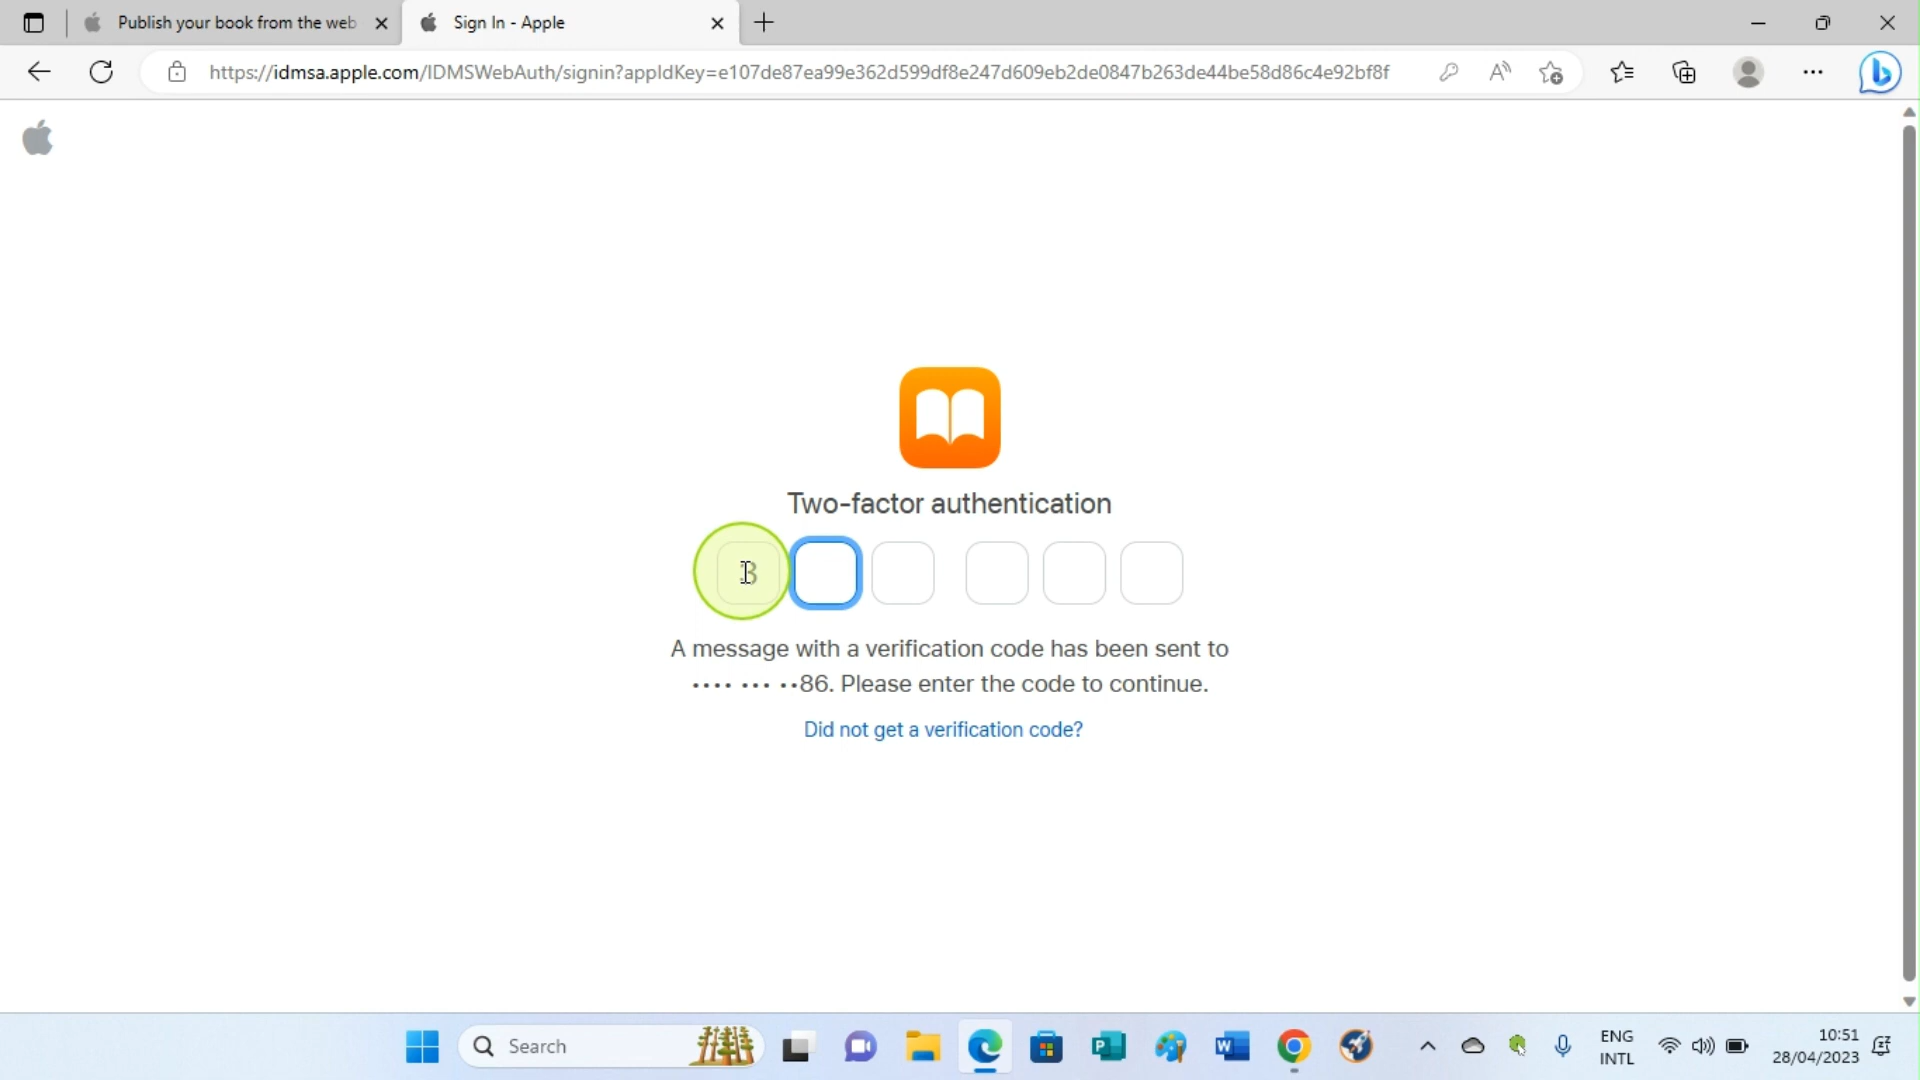 Publish your book from the web
Sign In - Apple
https://idmsa.apple.com/IDMSWebAuth/signin?appIdKey=e107de87ea99e362d599df8e247d609eb2de0847b263de44be58d86c4e92bf8f
Two-factor authentication
3
A message with a verification code has been sent to
•••• ••• ••86. Please enter the code to continue.
Did not get a verification code?
Search
ENG
INTL
10:51
28/04/2023